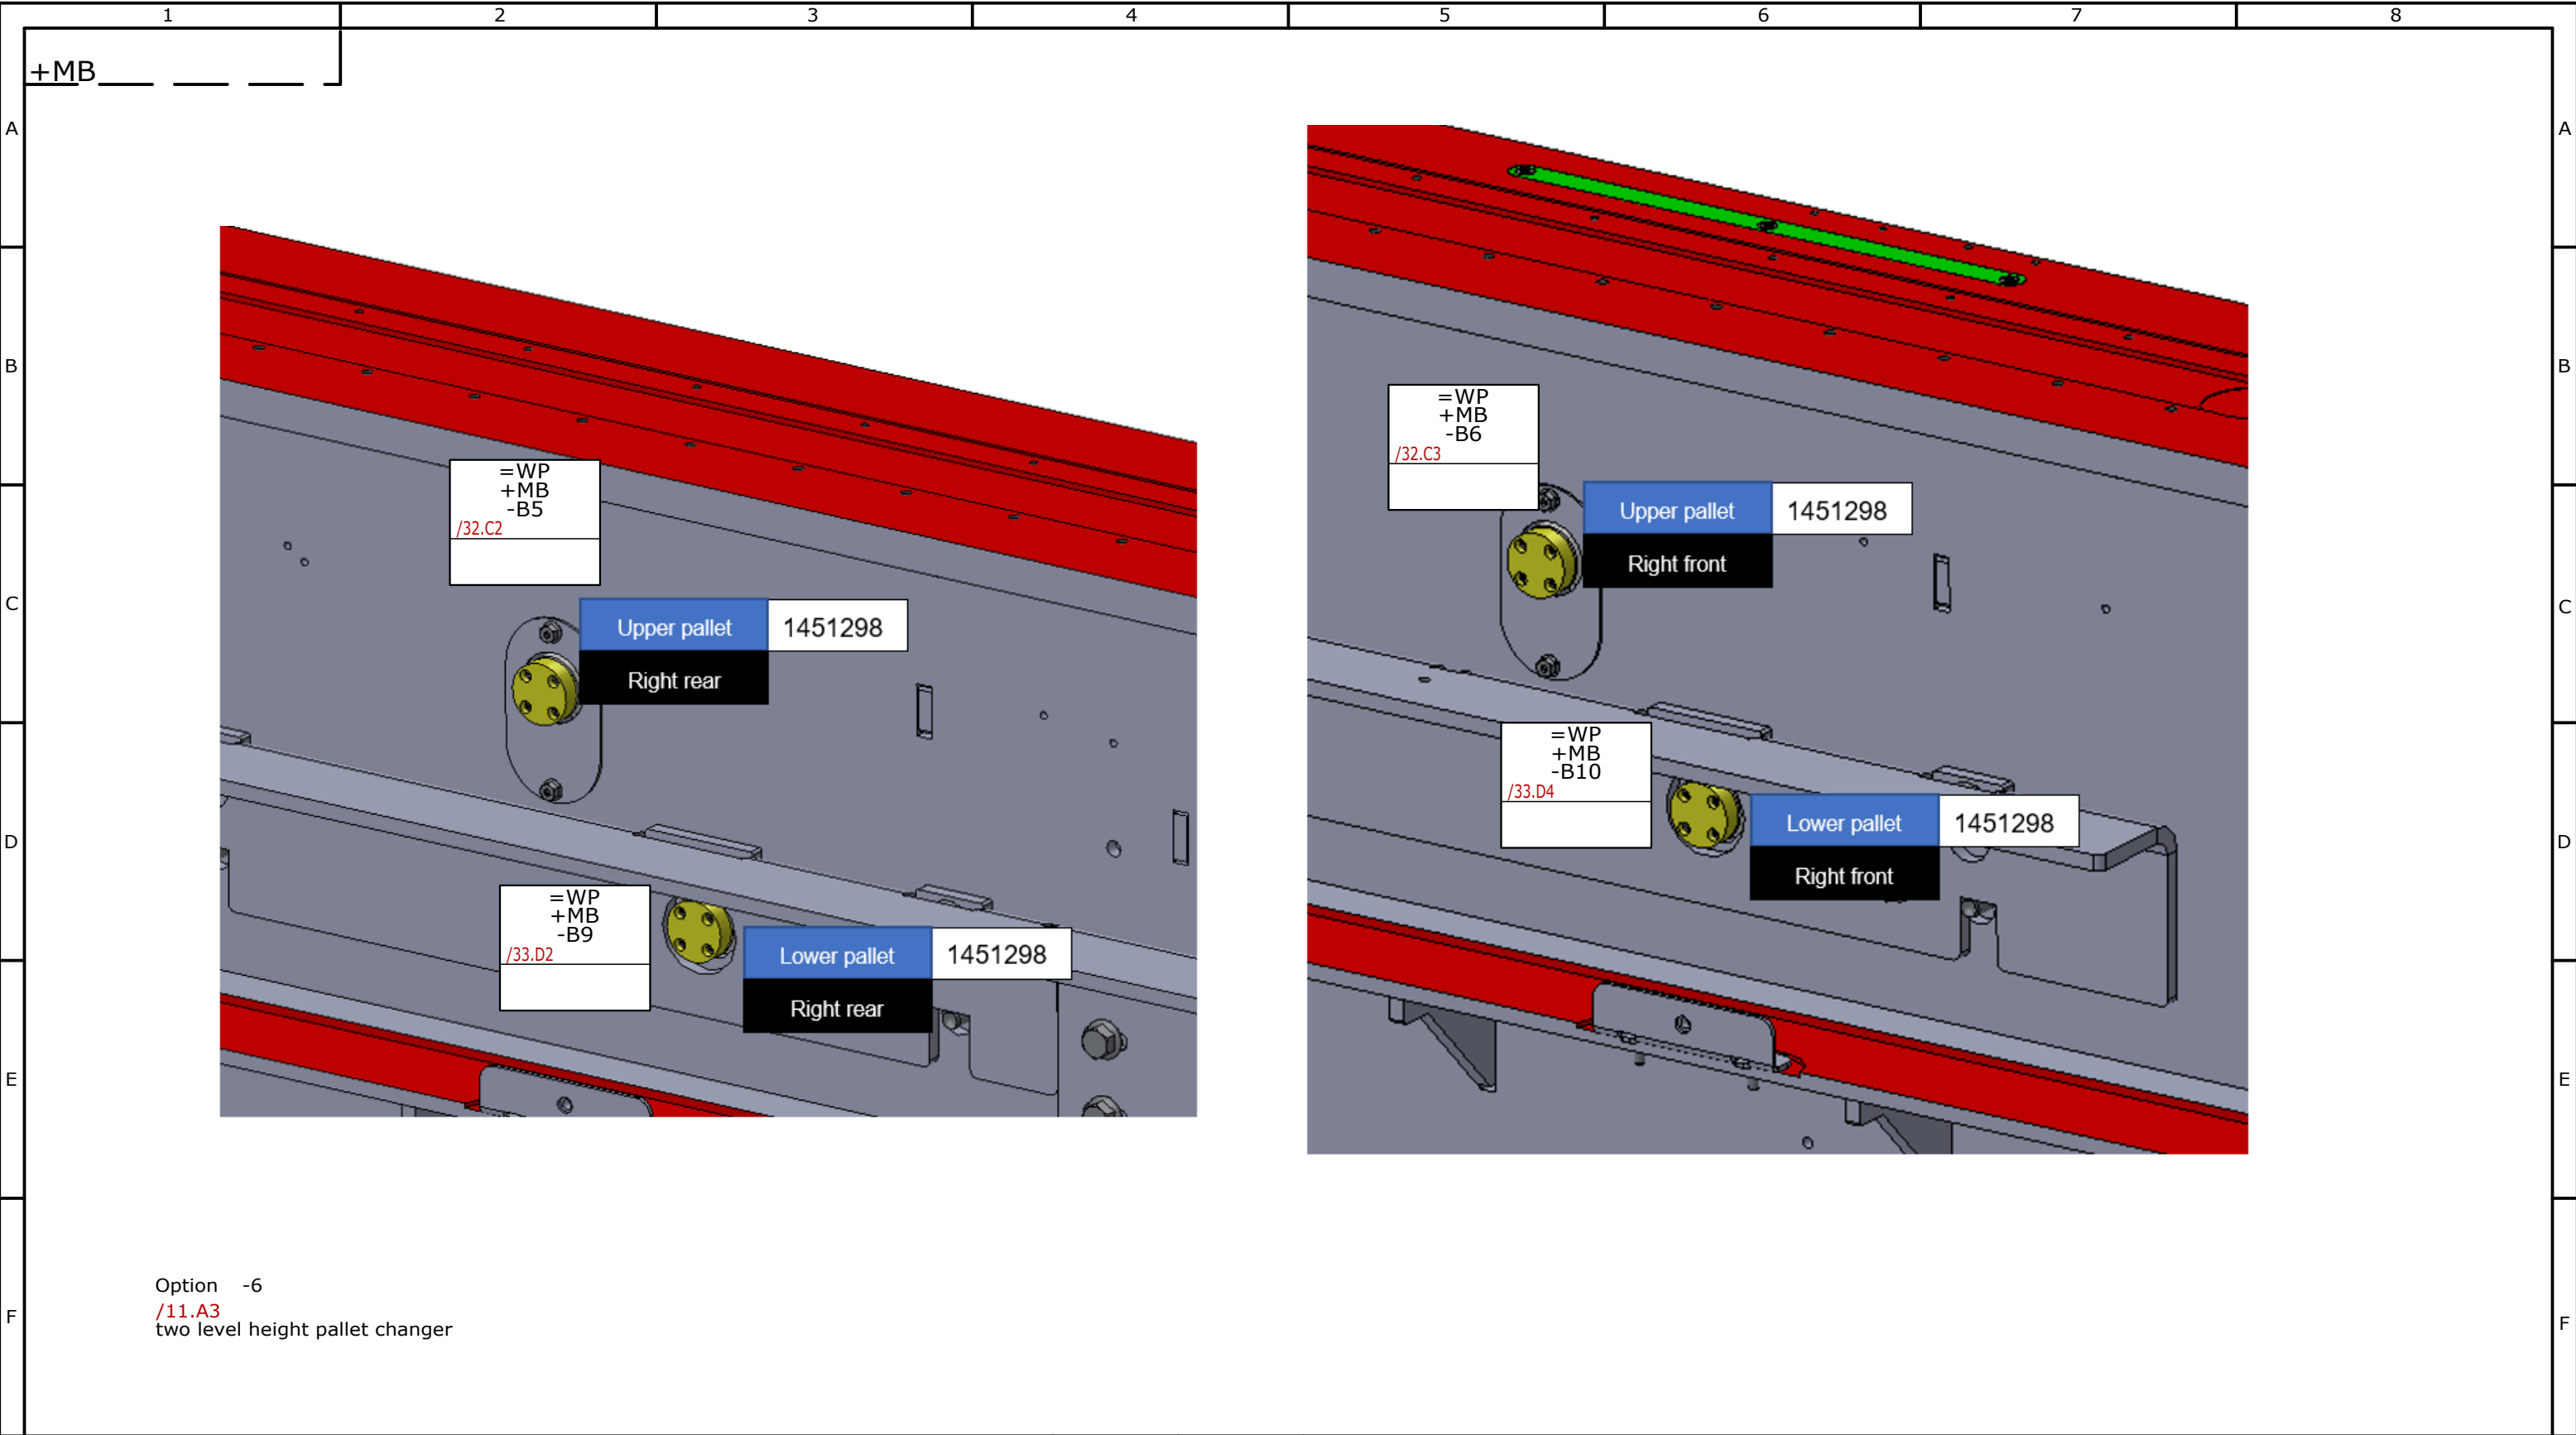 1 2 3 4 5 6 7 8
+MB
A A
B B
C C
D D
E E
F F
=WP
+MB
-B5
/32.C2
Upper pallet 1451298
Right rear
=WP
+MB
-B9
/33.D2
Lower pallet 1451298
Right rear
=WP
+MB
-B6
/32.C3
Upper pallet 1451298
Right front
=WP
+MB
-B10
/33.D4
Lower pallet 1451298
Right front
Option -6
/11.A3
two level height pallet changer